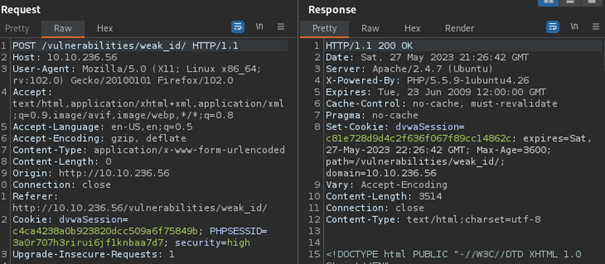 Request
Pretty Raw Hex \n
1 POST /vulnerabilities/weak_id/ HTTP/1.1
2 Host: 10.10.236.56
3 User-Agent: Mozilla/5.0 (X11; Linux x86_64;
rv:102.0) Gecko/20100101 Firefox/102.0
4 Accept:
text/html,application/xhtml+xml,application/xml
;q=0.9,image/avif,image/webp,*/*;q=0.8
5 Accept-Language: en-US,en;q=0.5
6 Accept-Encoding: gzip, deflate
7 Content-Type: application/x-www-form-urlencoded
8 Content-Length: 0
9 Origin: http://10.10.236.56
0 Connection: close
1 Referer:
http://10.10.236.56/vulnerabilities/weak_id/
2 Cookie: dvwaSession=
c4ca4238a0b923820dcc509a6f75849b; PHPSESSID=
3a0r707h3rirui6jf1knbaa7d7; security=high
3 Upgrade-Insecure-Requests: 1
Response
Pretty Raw Hex Render \n
1 HTTP/1.1 200 OK
2 Date: Sat, 27 May 2023 21:26:42 GMT
3 Server: Apache/2.4.7 (Ubuntu)
4 X-Powered-By: PHP/5.5.9-1ubuntu4.26
5 Expires: Tue, 23 Jun 2009 12:00:00 GMT
6 Cache-Control: no-cache, must-revalidate
7 Pragma: no-cache
8 Set-Cookie: dvwaSession=
c81e728d9d4c2f636f067f89cc14862c; expires=Sat,
27-May-2023 22:26:42 GMT; Max-Age=3600;
path=/vulnerabilities/weak_id/;
domain=10.10.236.56
9 Vary: Accept-Encoding
10 Content-Length: 3514
11 Connection: close
12 Content-Type: text/html;charset=utf-8
13
14
15 <!DOCTYPE html PUBLIC "-//W3C//DTD XHTML 1.0